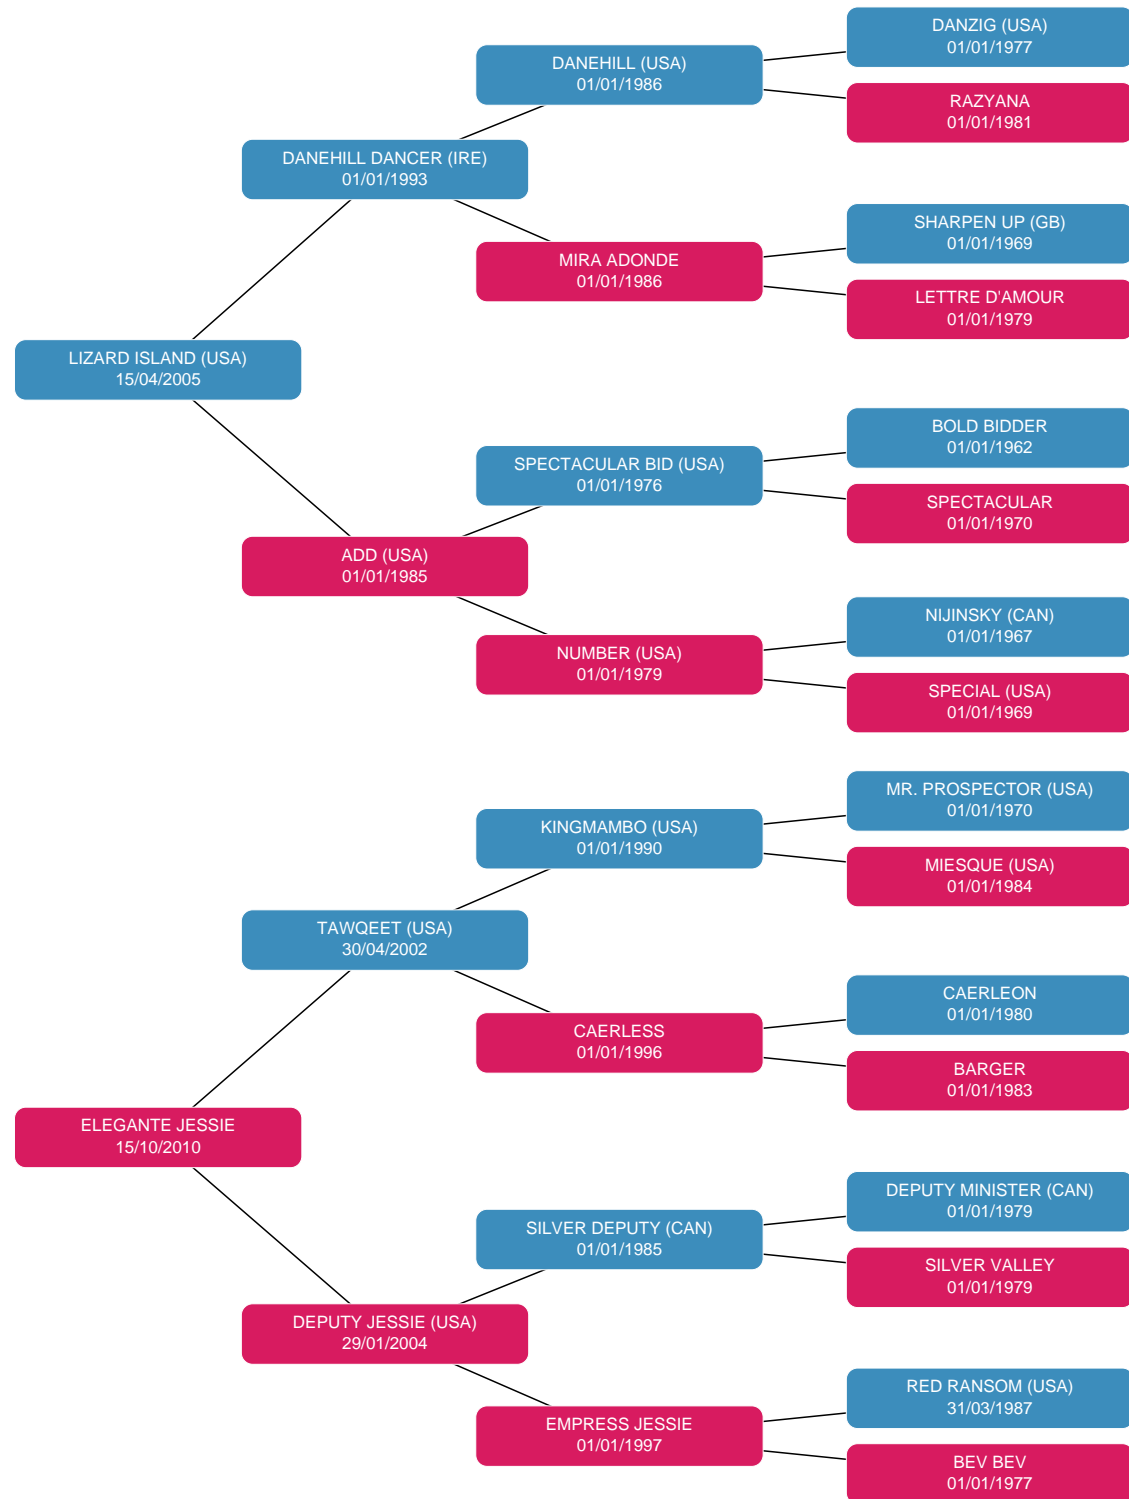 DANZIG (USA)
01/01/1977
DANEHILL (USA)
01/01/1986
RAZYANA
01/01/1981
DANEHILL DANCER (IRE)
01/01/1993
SHARPEN UP (GB)
01/01/1969
MIRA ADONDE
01/01/1986
LETTRE D'AMOUR
01/01/1979
LIZARD ISLAND (USA)
15/04/2005
BOLD BIDDER
01/01/1962
SPECTACULAR BID (USA)
01/01/1976
SPECTACULAR
01/01/1970
ADD (USA)
01/01/1985
NIJINSKY (CAN)
01/01/1967
NUMBER (USA)
01/01/1979
SPECIAL (USA)
01/01/1969
MR. PROSPECTOR (USA)
01/01/1970
KINGMAMBO (USA)
01/01/1990
MIESQUE (USA)
01/01/1984
TAWQEET (USA)
30/04/2002
CAERLEON
01/01/1980
CAERLESS
01/01/1996
BARGER
01/01/1983
ELEGANTE JESSIE
15/10/2010
DEPUTY MINISTER (CAN)
01/01/1979
SILVER DEPUTY (CAN)
01/01/1985
SILVER VALLEY
01/01/1979
DEPUTY JESSIE (USA)
29/01/2004
RED RANSOM (USA)
31/03/1987
EMPRESS JESSIE
01/01/1997
BEV BEV
01/01/1977